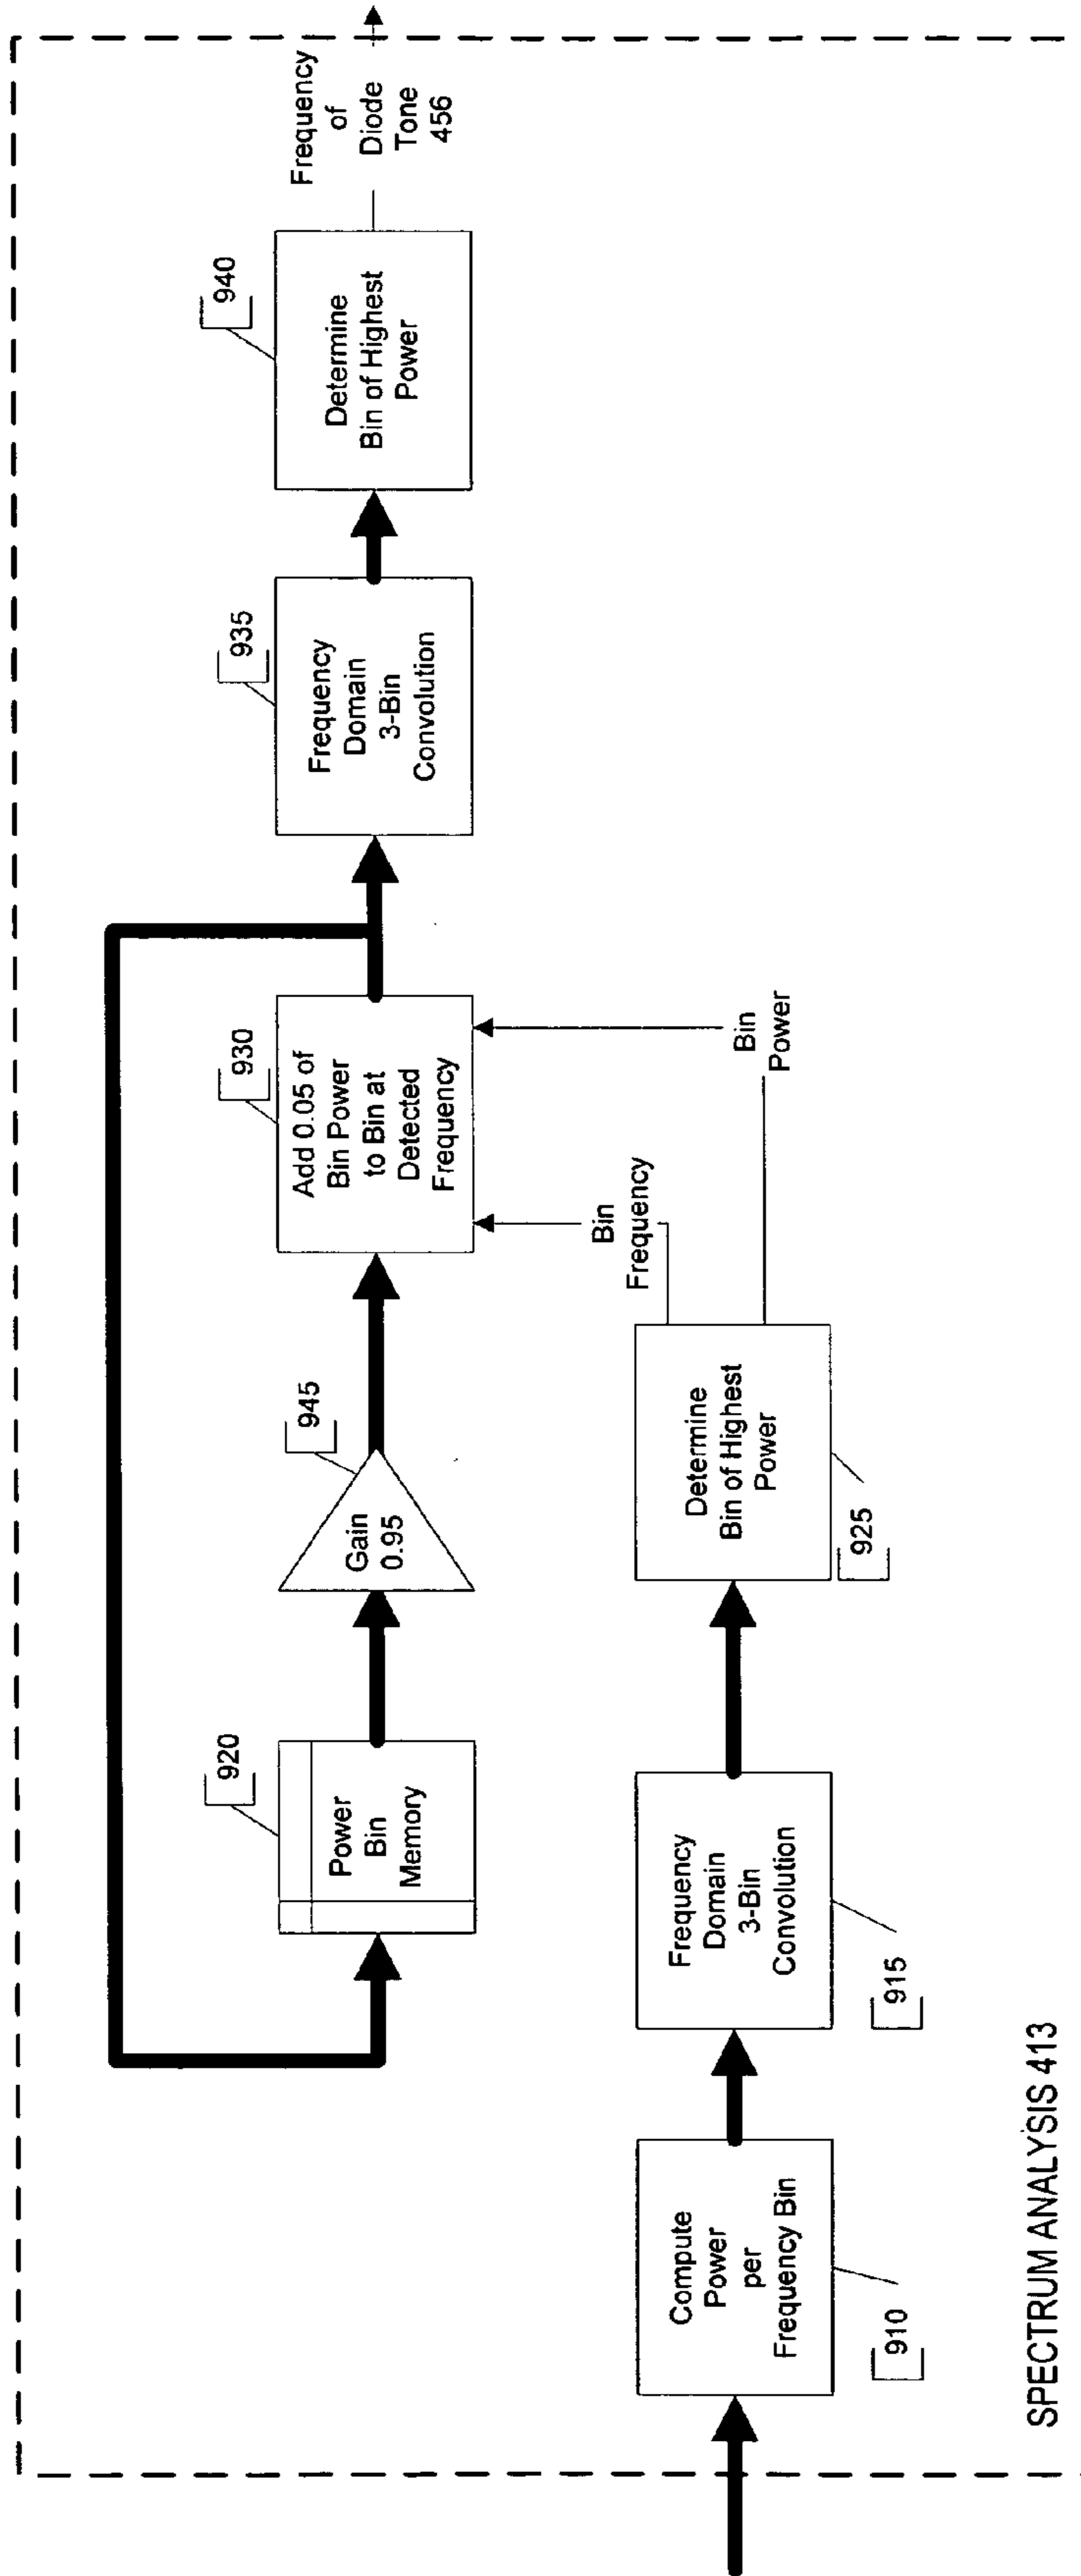 920
Power
Bin
Memory
945
Gain
0.95
930
Add 0.05 of
Bin Power
to Bin at
Detected
Frequency
935
Frequency
Domain
3-Bin
Convolution
940
Determine
Bin of Highest
Power
Frequency
of
Diode
Tone
456
Compute
Power
per
Frequency Bin
910
Frequency
Domain
3-Bin
Convolution
915
Determine
Bin of Highest
Power
925
Bin
Frequency
Bin
Power
SPECTRUM ANALYSIS 413